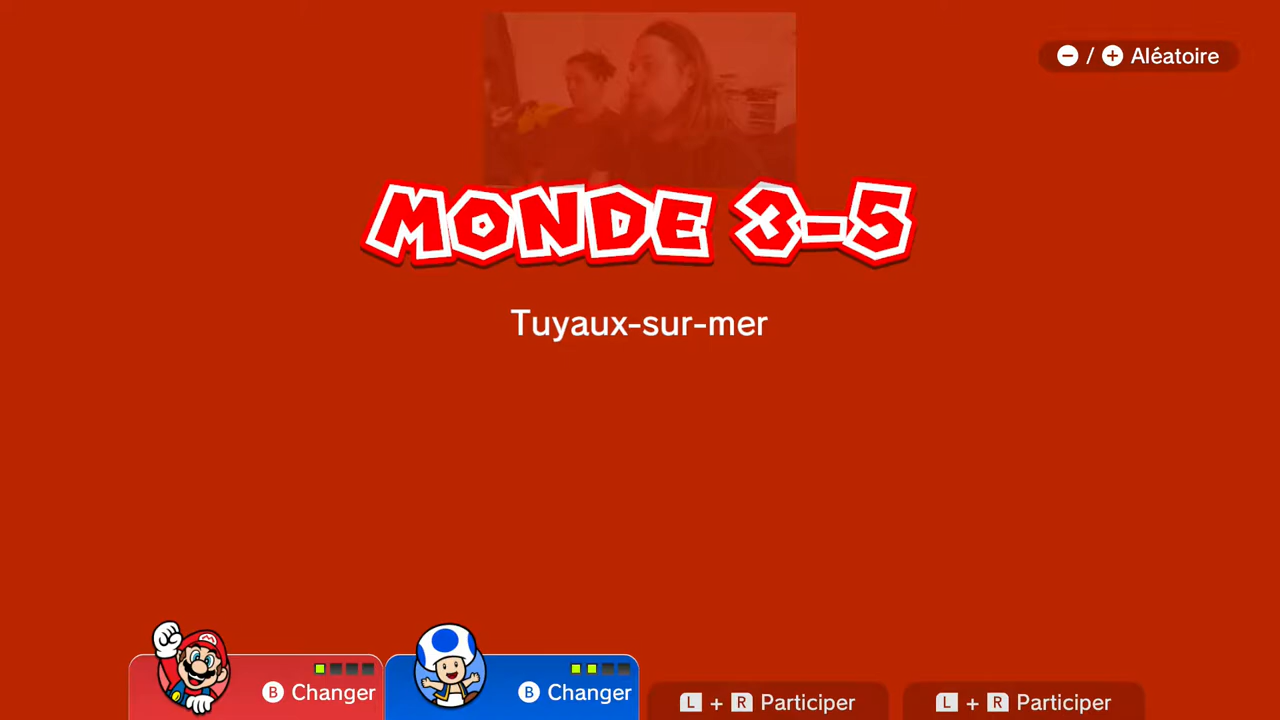 - / + Aléatoire
MONDE 3-5
Tuyaux-sur-mer
B Changer
B Changer
L + R Participer
L + R Participer